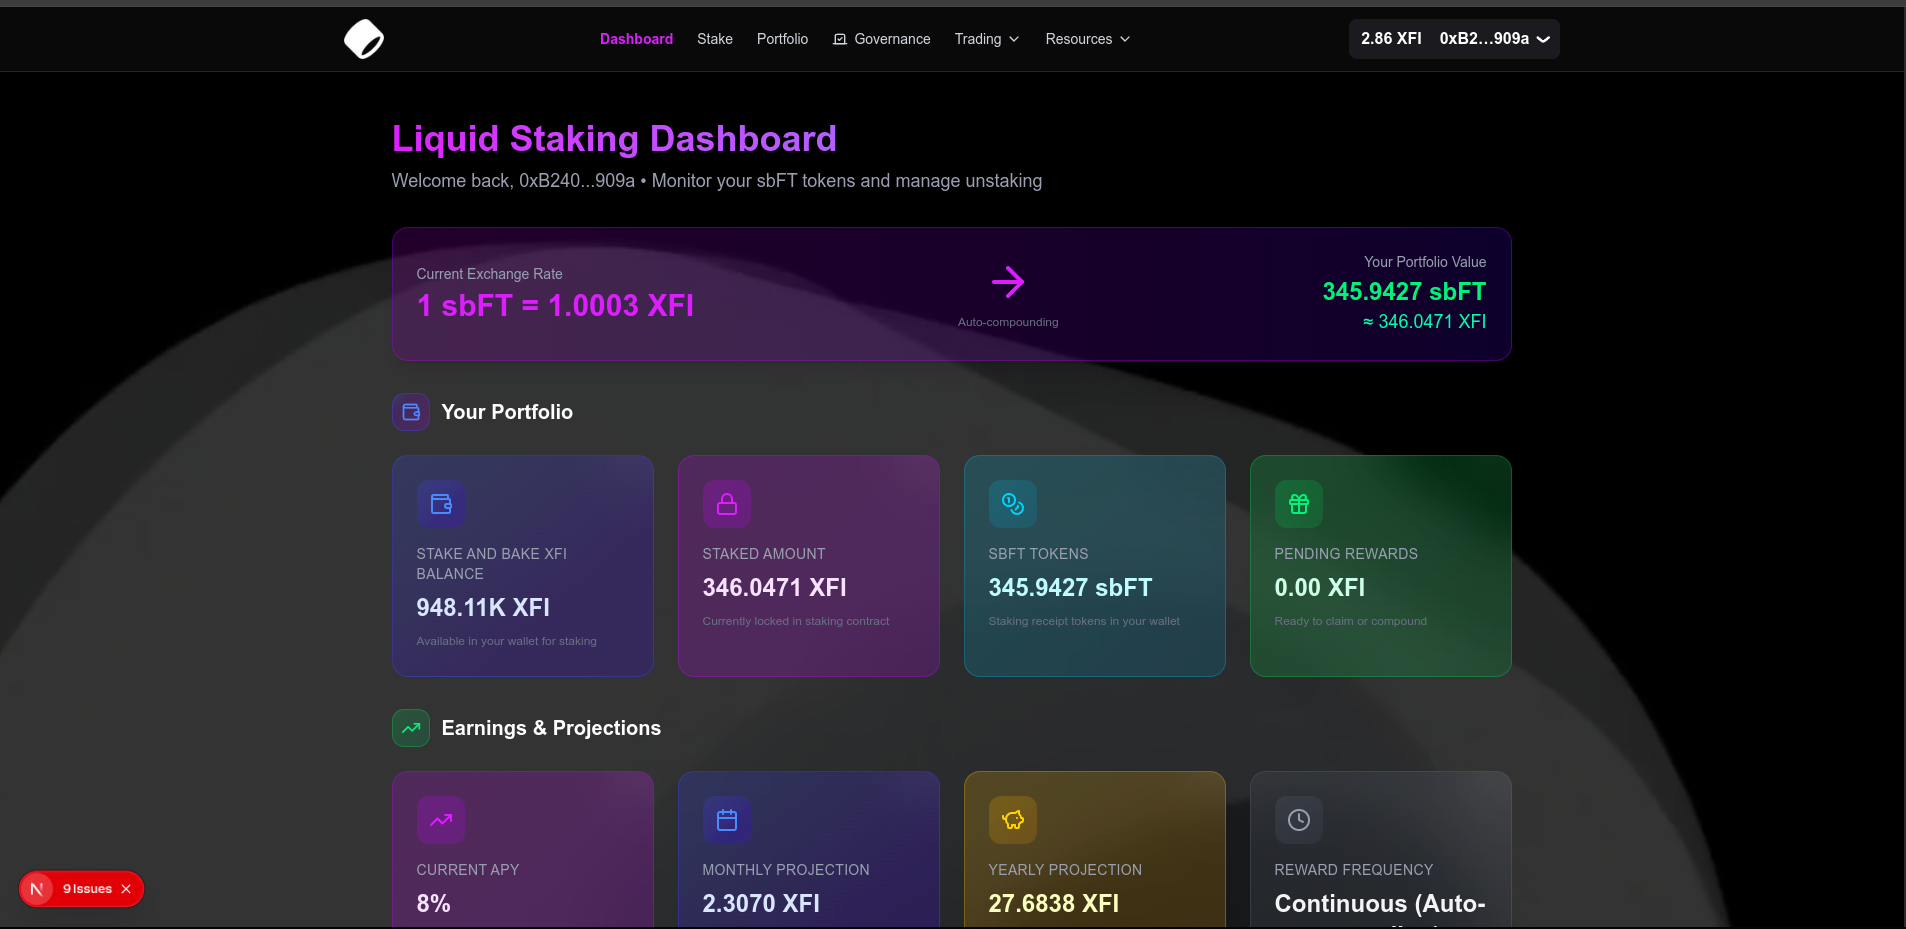 Dashboard Stake Portfolio Governance Trading Resources 2.86 XFI 0xB2...909a
Liquid Staking Dashboard
Welcome back, 0xB240...909a • Monitor your sbFT tokens and manage unstaking
Current Exchange Rate
1 sbFT = 1.0003 XFI
Auto-compounding
Your Portfolio Value
345.9427 sbFT
≈ 346.0471 XFI
Your Portfolio
STAKE AND BAKE XFI
BALANCE
948.11K XFI
Available in your wallet for staking
STAKED AMOUNT
346.0471 XFI
Currently locked in staking contract
SBFT TOKENS
345.9427 sbFT
Staking receipt tokens in your wallet
PENDING REWARDS
0.00 XFI
Ready to claim or compound
Earnings & Projections
CURRENT APY
8%
MONTHLY PROJECTION
2.3070 XFI
YEARLY PROJECTION
27.6838 XFI
REWARD FREQUENCY
Continuous (Auto-
N 9 Issues